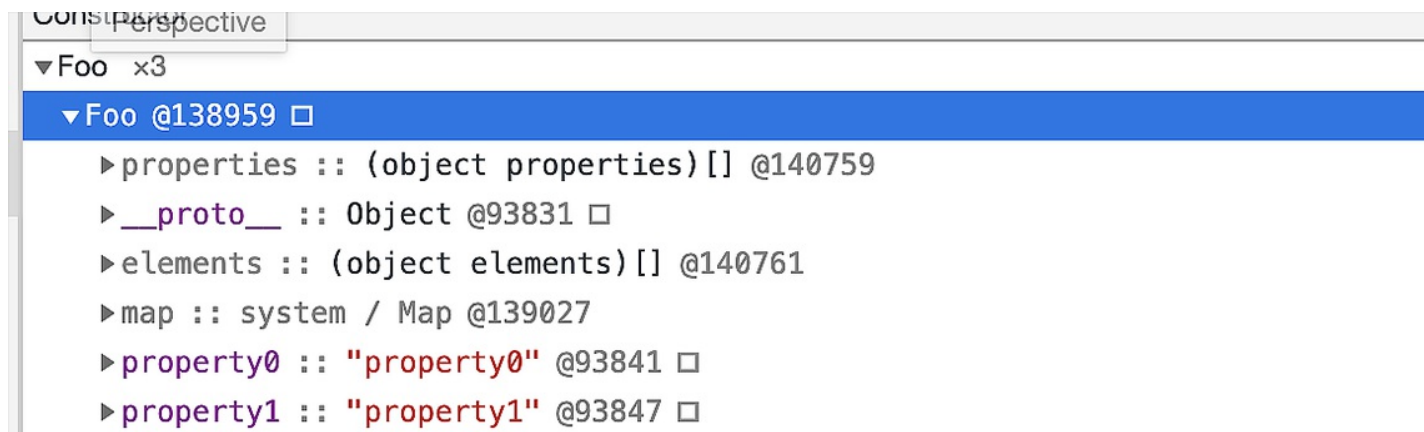 Perspective
▼Foo ×3
▼Foo @138959 □
▶properties :: (object properties)[] @140759
▶__proto__ :: Object @93831 □
▶elements :: (object elements)[] @140761
▶map :: system / Map @139027
▶property0 :: "property0" @93841 □
▶property1 :: "property1" @93847 □